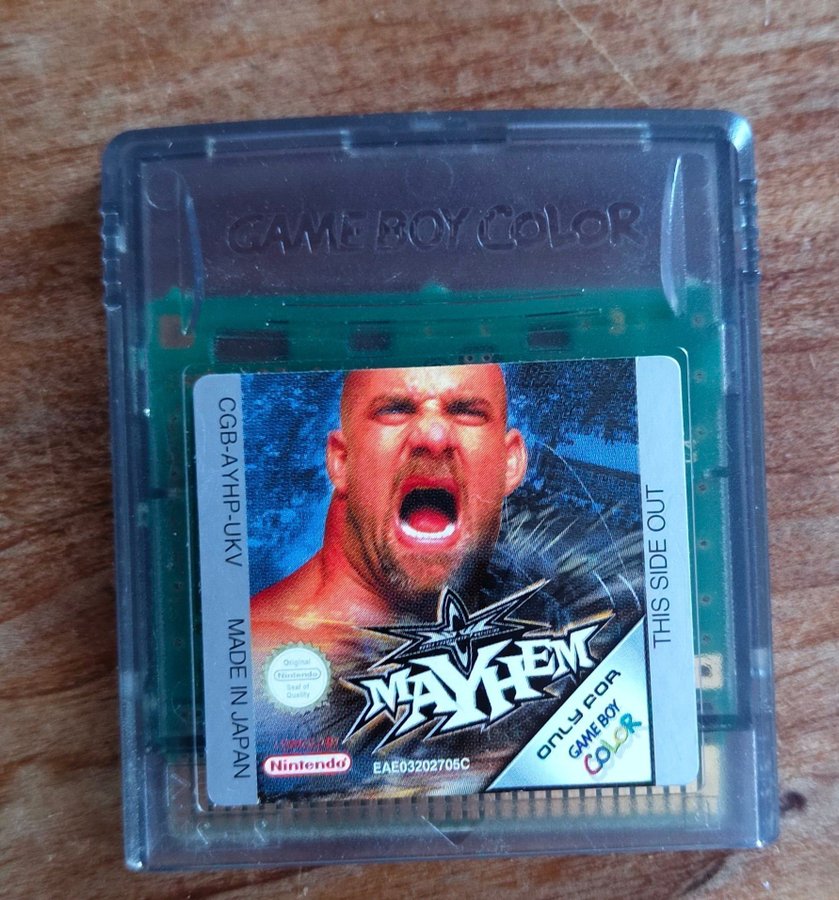 GAME BOY COLOR
CGB-AYHP-UKV
MADE IN JAPAN
THIS SIDE OUT
MAYHEM
Original
Nintendo
Seal of
Quality
Nintendo
EAE03202705C
ONLY FOR
GAME BOY
COLOR